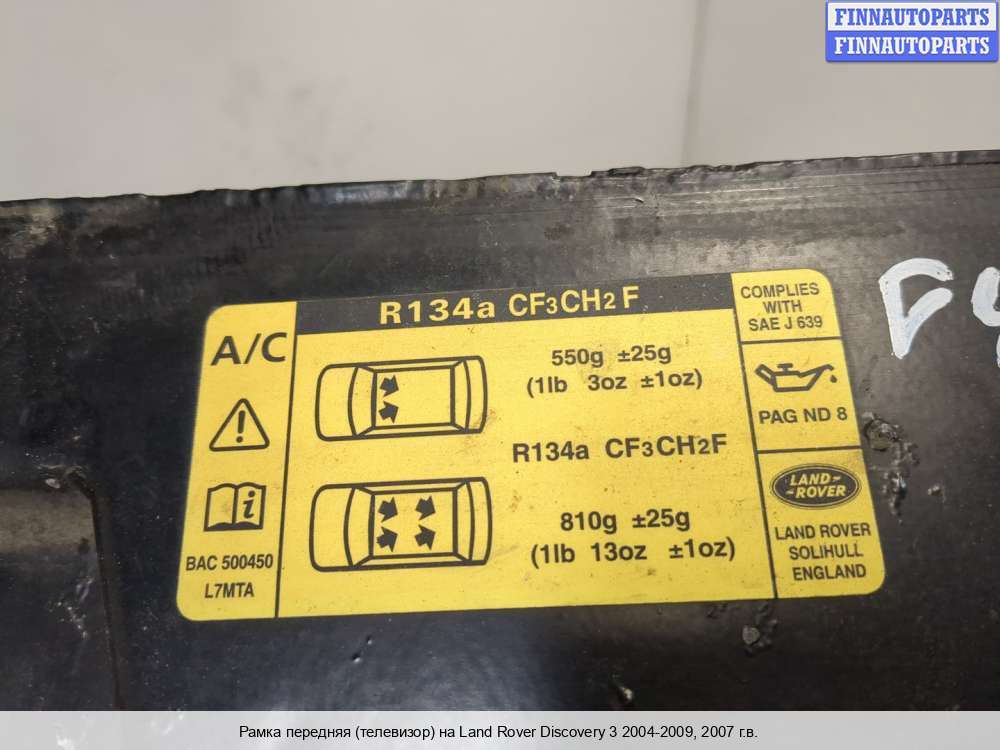 FINNAUTOPARTS
FINNAUTOPARTS
R134a CF3CH2F
A/C
BAC 500450
L7MTA
550g ±25g
(1lb 3oz ±1oz)
R134a CF3CH2F
810g ±25g
(1lb 13oz ±1oz)
COMPLIES
WITH
SAE J 639
PAG ND 8
LAND-
-ROVER
LAND ROVER
SOLIHULL
ENGLAND
Рамка передняя (телевизор) на Land Rover Discovery 3 2004-2009, 2007 г.в.